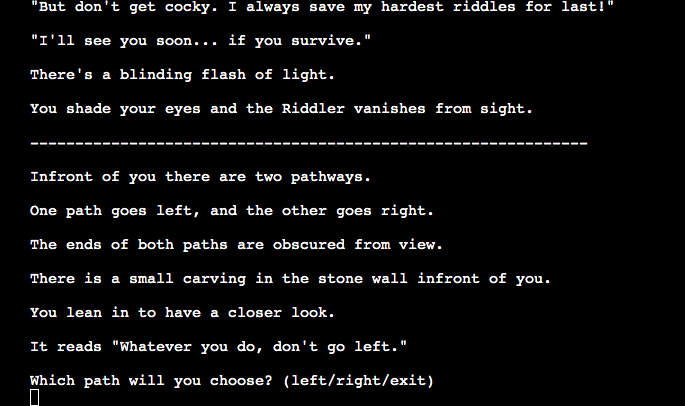 "But don't get cocky. I always save my hardest riddles for last!"
"I'll see you soon... if you survive."
There's a blinding flash of light.
You shade your eyes and the Riddler vanishes from sight.
--------------------------------------------------------------
Infront of you there are two pathways.
One path goes left, and the other goes right.
The ends of both paths are obscured from view.
There is a small carving in the stone wall infront of you.
You lean in to have a closer look.
It reads "Whatever you do, don't go left."
Which path will you choose? (left/right/exit)